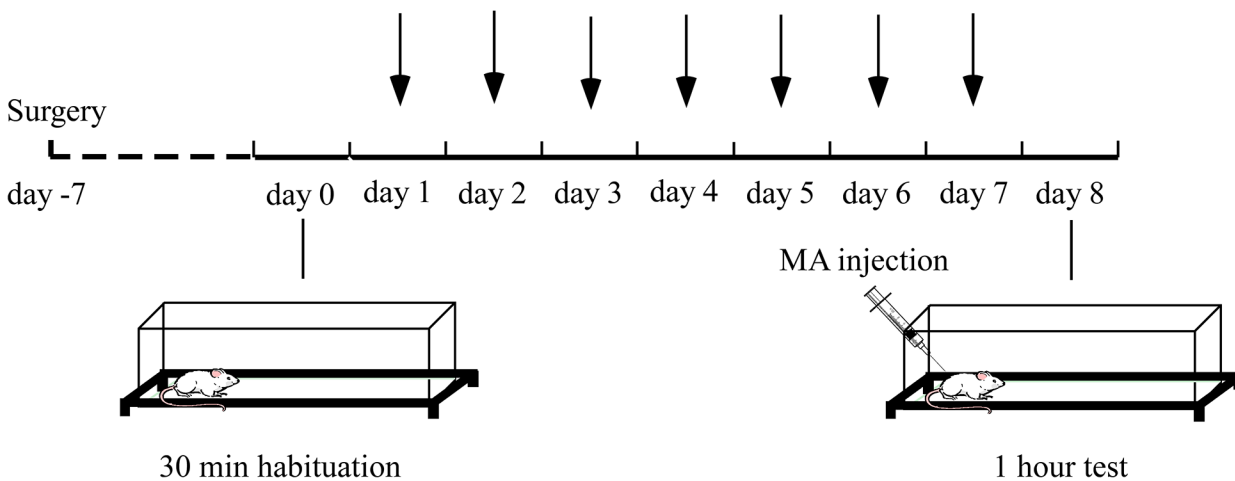 Surgery
day -7
day 0
day 1
day 2
day 3
day 4
day 5
day 6
day 7
day 8
MA injection
30 min habituation
1 hour test